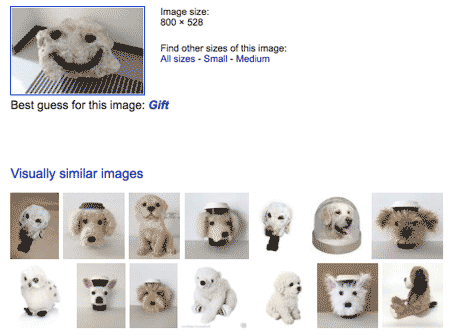 Image size:
800 × 528
Find other sizes of this image:
All sizes - Small - Medium
Best guess for this image: Gift
Visually similar images